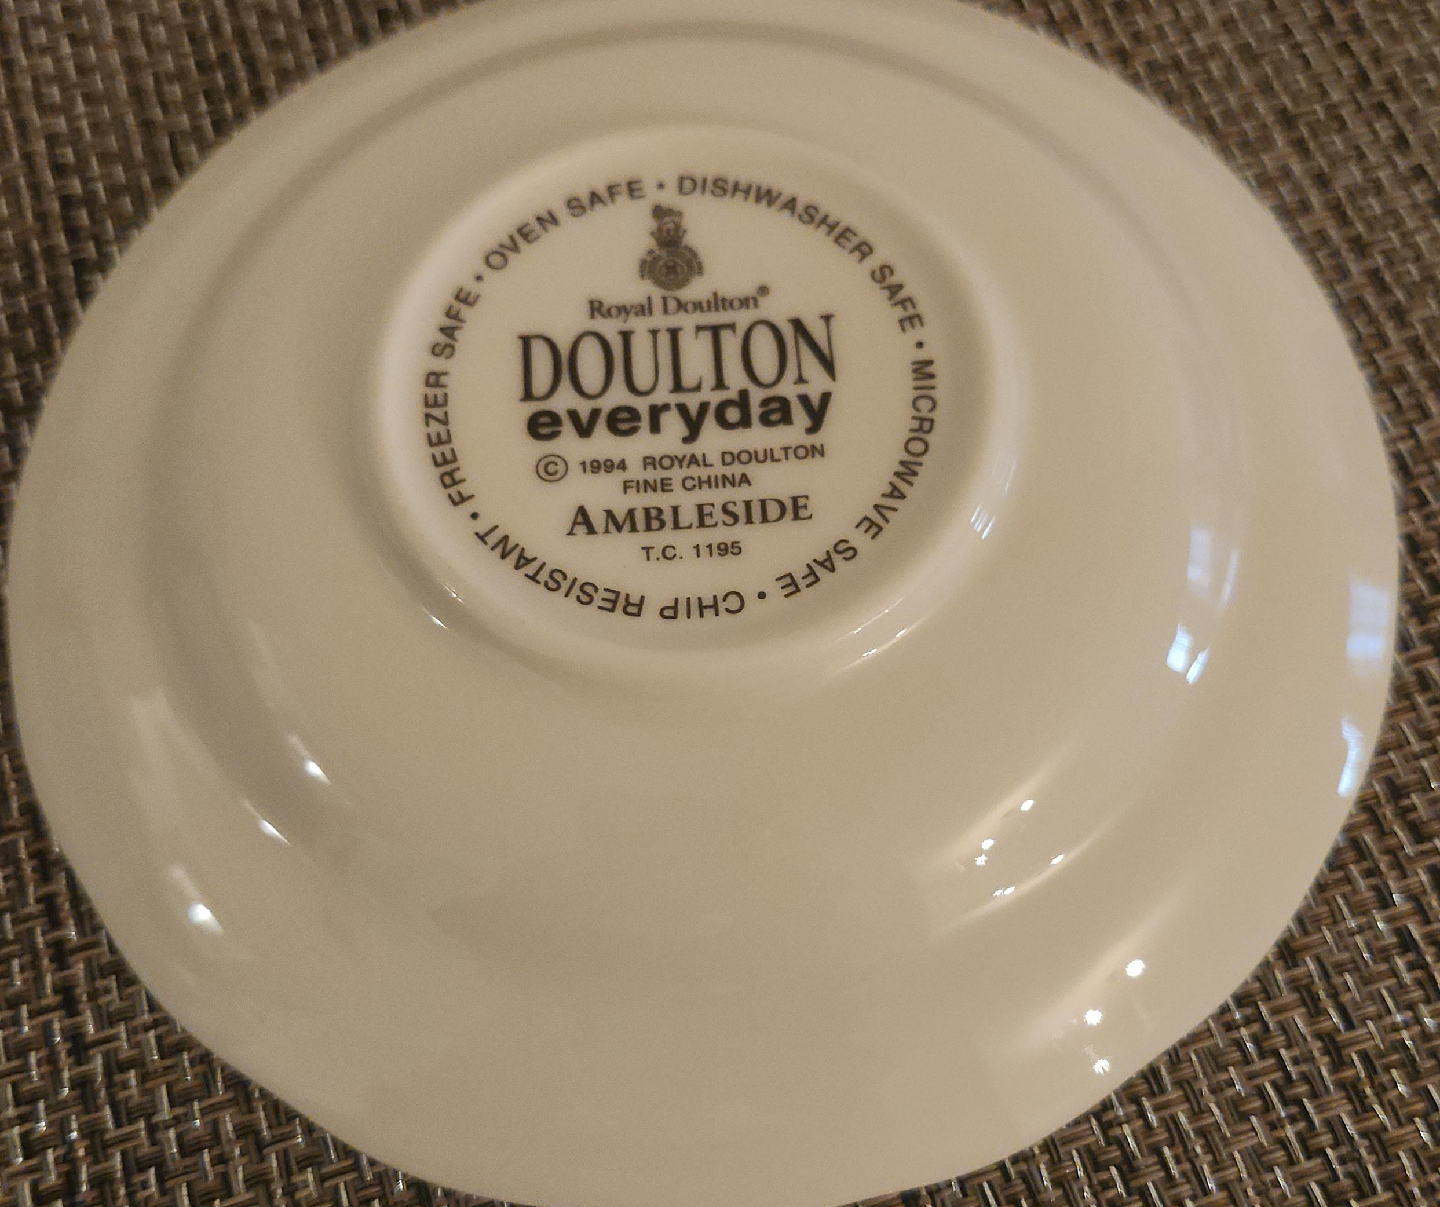 OVEN SAFE • DISHWASHER SAFE • MICROWAVE SAFE • CHIP RESISTANT • FREEZER SAFE •
Royal Doulton®
DOULTON
everyday
© 1994 ROYAL DOULTON
FINE CHINA
AMBLESIDE
T.C. 1195